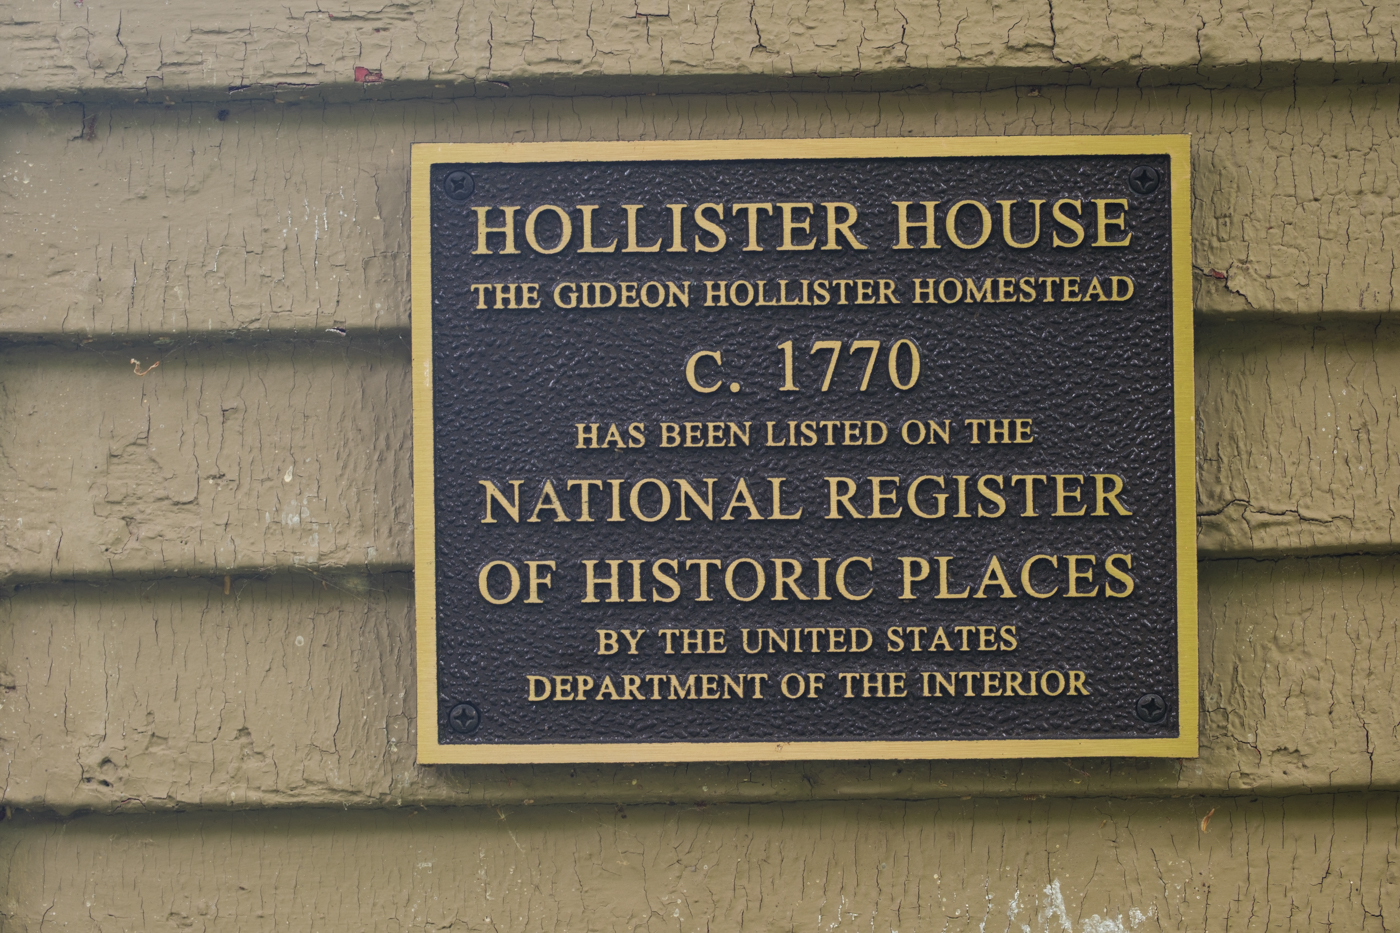 HOLLISTER HOUSE
THE GIDEON HOLLISTER HOMESTEAD
c. 1770
HAS BEEN LISTED ON THE
NATIONAL REGISTER
OF HISTORIC PLACES
BY THE UNITED STATES
DEPARTMENT OF THE INTERIOR